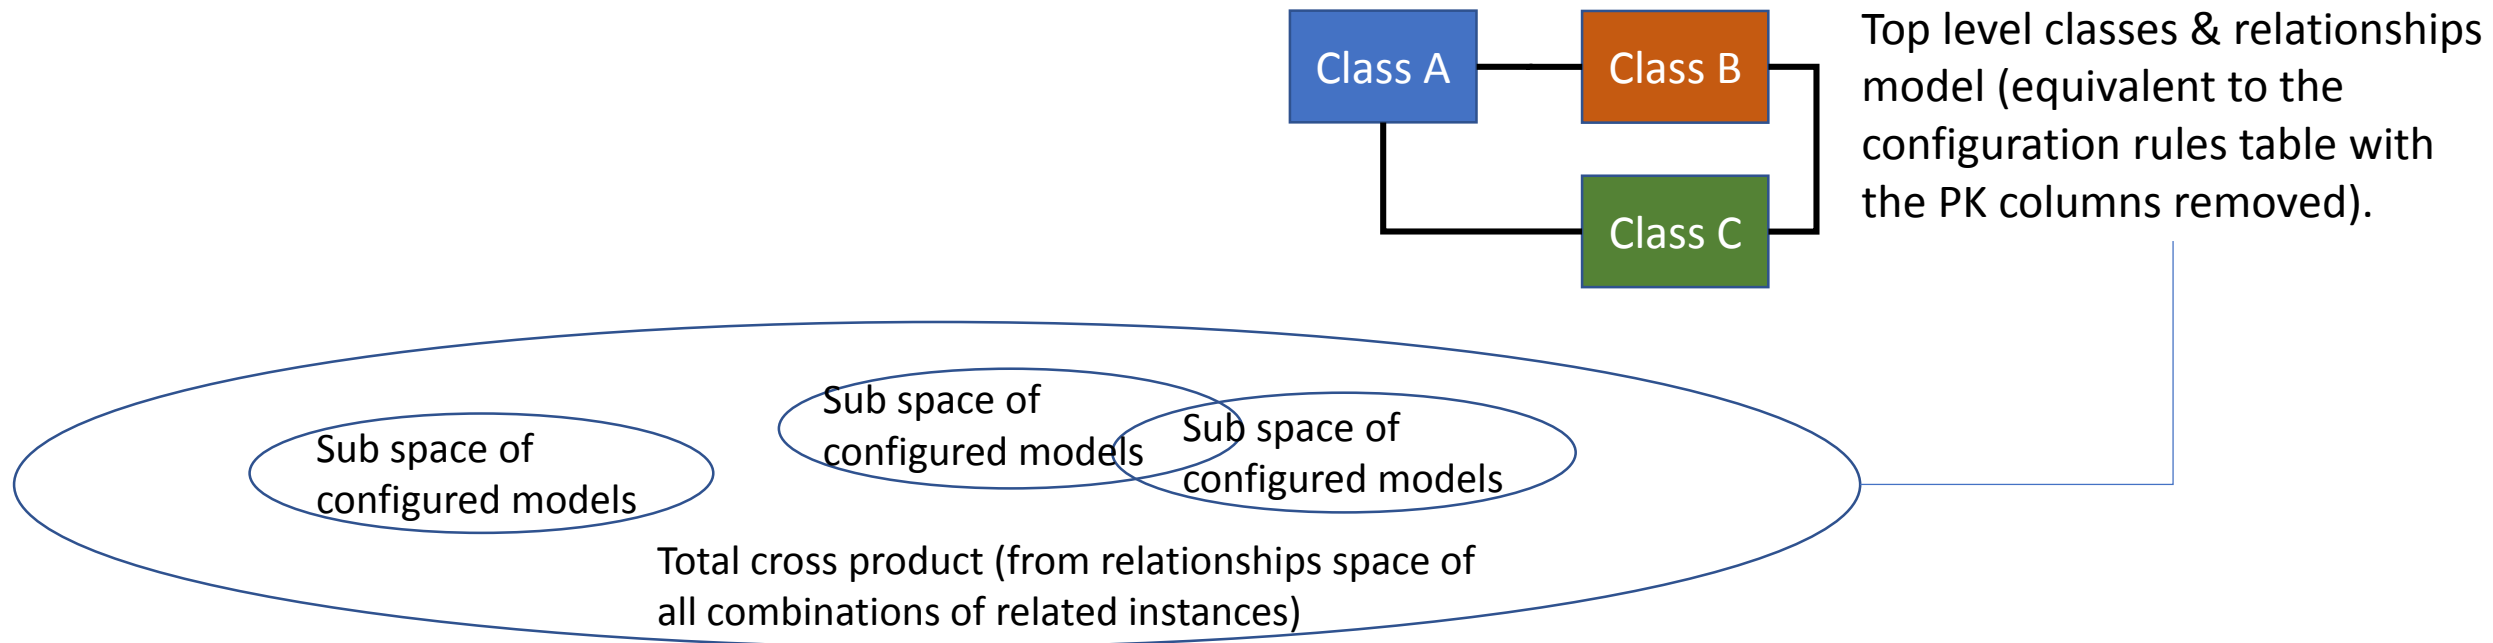 Class A
Class B
Class C
Top level classes & relationships
model (equivalent to the
configuration rules table with
the PK columns removed).
Sub space of
configured models
Sub space of
configured models
Sub space of
configured models
Total cross product (from relationships space of
all combinations of related instances)